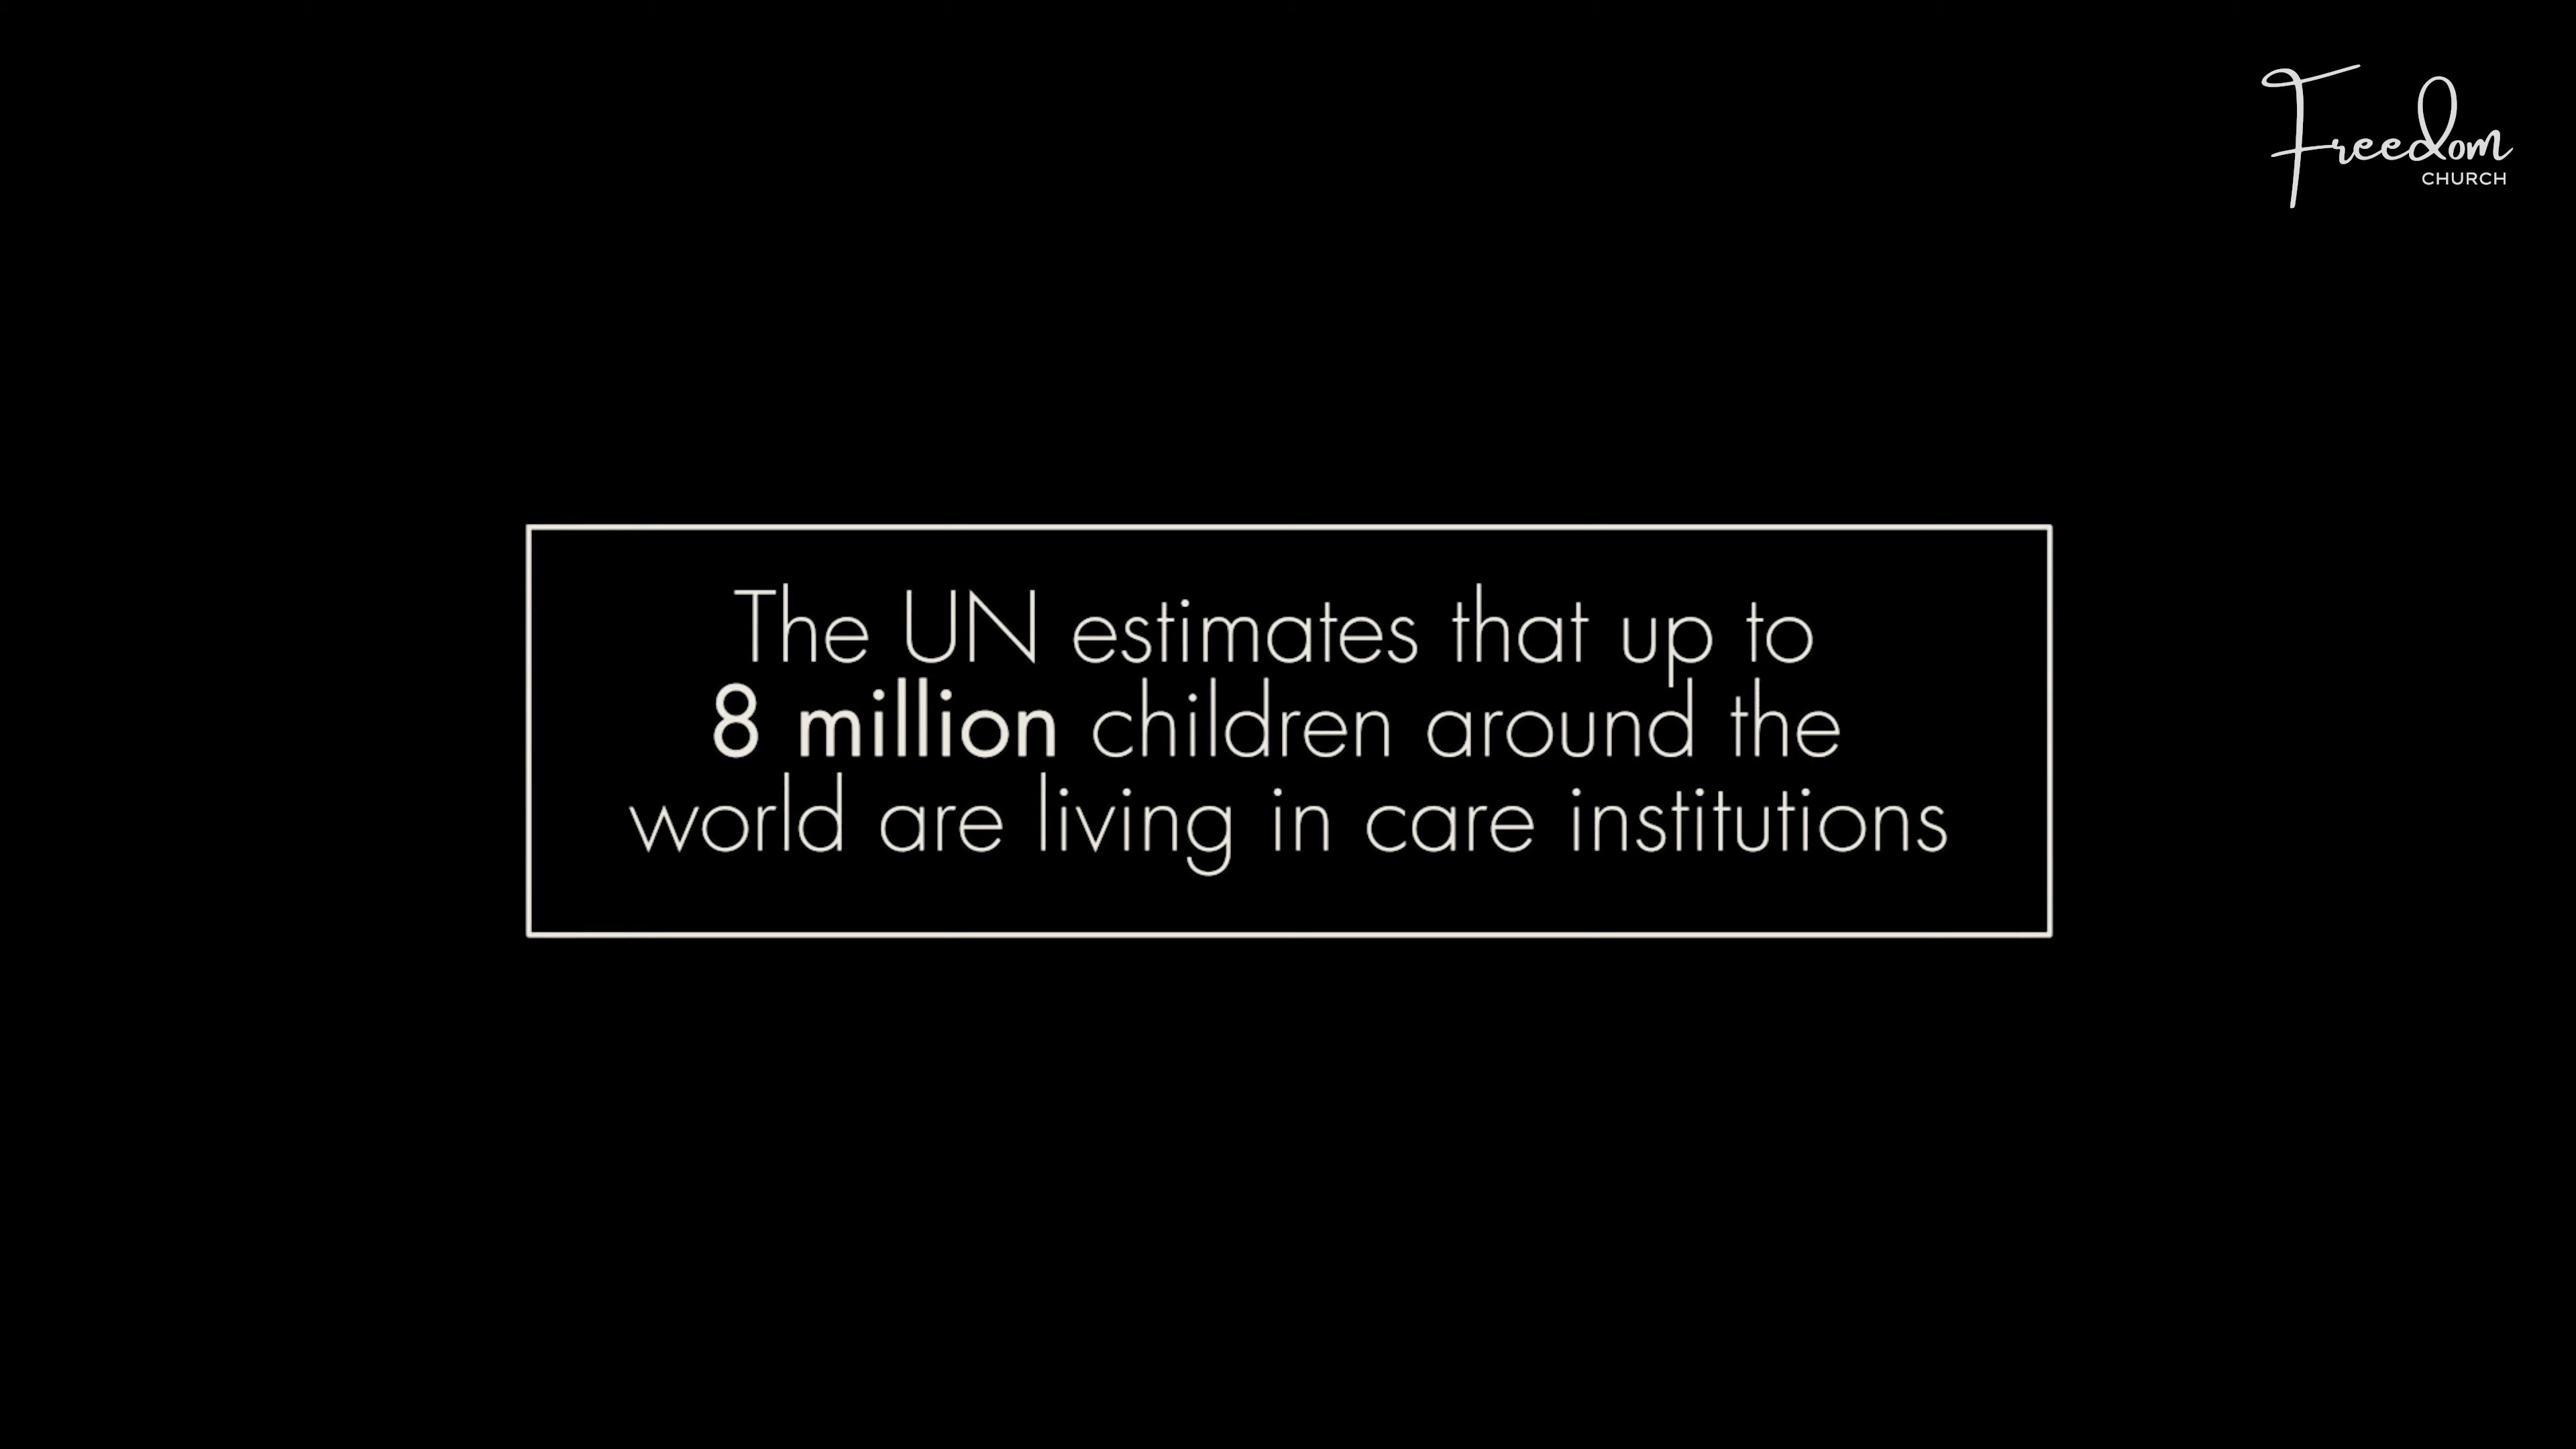 Freedom
CHURCH
The UN estimates that up to
8 million children around the
world are living in care institutions